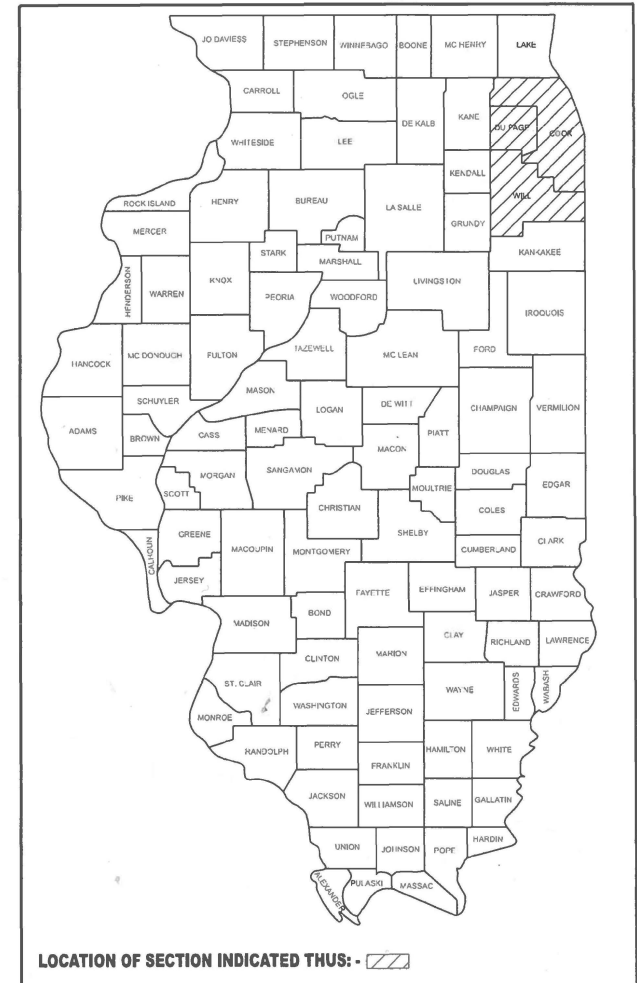 JO DAVIESS
STEPHENSON
WINNEBAGO
BOONE
MC HENRY
LAKE
CARROLL
OGLE
DE KALB
KANE
DU PAGE
COOK
WHITESIDE
LEE
KENDALL
WILL
ROCK ISLAND
HENRY
BUREAU
LA SALLE
GRUNDY
MERCER
PUTNAM
STARK
MARSHALL
KANKAKEE
HENDERSON
WARREN
KNOX
PEORIA
WOODFORD
LIVINGSTON
IROQUOIS
HANCOCK
MC DONOUGH
FULTON
TAZEWELL
MC LEAN
FORD
SCHUYLER
MASON
LOGAN
DE WITT
CHAMPAIGN
VERMILION
ADAMS
BROWN
CASS
MENARD
MACON
PIATT
PIKE
SCOTT
MORGAN
SANGAMON
CHRISTIAN
MOULTRIE
DOUGLAS
EDGAR
COLES
CALHOUN
GREENE
MACOUPIN
MONTGOMERY
SHELBY
CUMBERLAND
CLARK
JERSEY
FAYETTE
EFFINGHAM
JASPER
CRAWFORD
MADISON
BOND
CLAY
RICHLAND
LAWRENCE
CLINTON
MARION
ST. CLAIR
WAYNE
EDWARDS
WABASH
MONROE
WASHINGTON
JEFFERSON
RANDOLPH
PERRY
HAMILTON
WHITE
FRANKLIN
JACKSON
WILLIAMSON
SALINE
GALLATIN
UNION
JOHNSON
POPE
HARDIN
ALEXANDER
PULASKI
MASSAC
LOCATION OF SECTION INDICATED THUS: -